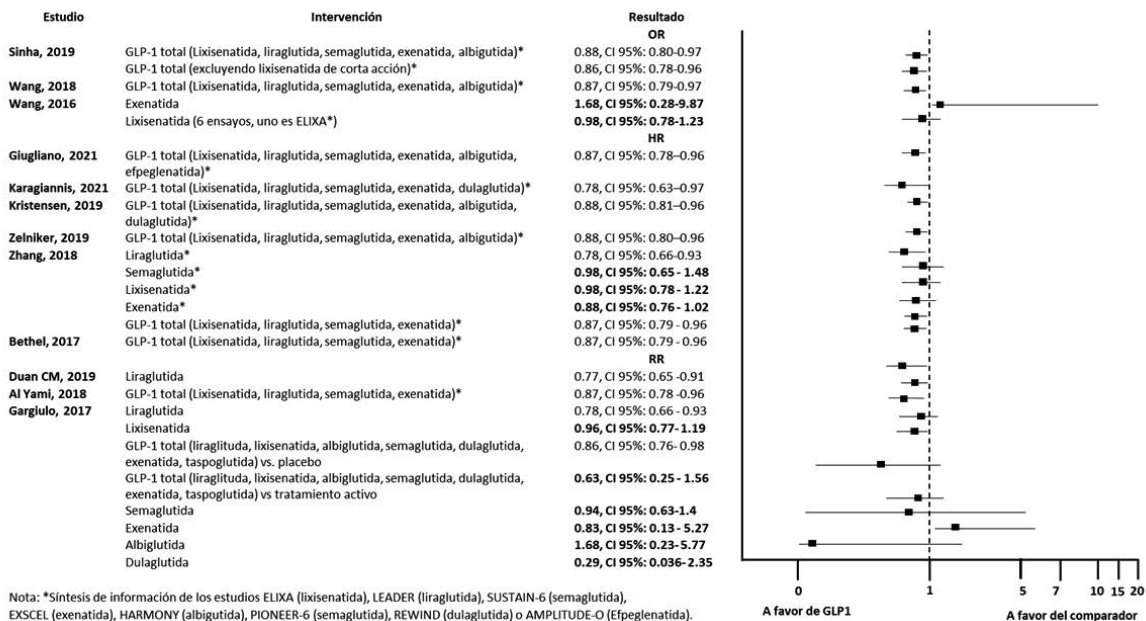 Estudio Intervención Resultado
OR
Sinha, 2019 GLP-1 total (Lixisenatida, liraglutida, semaglutida, exenatida, albigutida)* 0.88, CI 95%: 0.80-0.97
GLP-1 total (excluyendo lixisenatida de corta acción)* 0.86, CI 95%: 0.78-0.96
Wang, 2018 GLP-1 total (Lixisenatida, liraglutida, semaglutida, exenatida, albigutida)* 0.87, CI 95%: 0.79-0.97
Wang, 2016 Exenatida 1.68, CI 95%: 0.28-9.87
Lixisenatida (6 ensayos, uno es ELIXA*) 0.98, CI 95%: 0.78-1.23
HR
Giugliano, 2021 GLP-1 total (Lixisenatida, liraglutida, semaglutida, exenatida, albigutida, 0.87, CI 95%: 0.78–0.96
efpeglenatida)*
Karagiannis, 2021 GLP-1 total (Lixisenatida, liraglutida, semaglutida, exenatida, dulaglutida)* 0.78, CI 95%: 0.63–0.97
Kristensen, 2019 GLP-1 total (Lixisenatida, liraglutida, semaglutida, exenatida, albigutida, 0.88, CI 95%: 0.81–0.96
dulaglutida)*
Zelniker, 2019 GLP-1 total (Lixisenatida, liraglutida, semaglutida, exenatida, albigutida)* 0.88, CI 95%: 0.80–0.96
Zhang, 2018 Liraglutida* 0.78, CI 95%: 0.66-0.93
Semaglutida* 0.98, CI 95%: 0.65 - 1.48
Lixisenatida* 0.98, CI 95%: 0.78 - 1.22
Exenatida* 0.88, CI 95%: 0.76 - 1.02
GLP-1 total (Lixisenatida, liraglutida, semaglutida, exenatida)* 0.87, CI 95%: 0.79 - 0.96
Bethel, 2017 GLP-1 total (Lixisenatida, liraglutida, semaglutida, exenatida)* 0.87, CI 95%: 0.79 - 0.96
RR
Duan CM, 2019 Liraglutida 0.77, CI 95%: 0.65 -0.91
Al Yami, 2018 GLP-1 total (Lixisenatida, liraglutida, semaglutida, exenatida)* 0.87, CI 95%: 0.78 -0.96
Gargiulo, 2017 Liraglutida 0.78, CI 95%: 0.66 - 0.93
Lixisenatida 0.96, CI 95%: 0.77- 1.19
GLP-1 total (liraglituda, lixisenatida, albiglutida, semaglutida, dulaglutida, 0.86, CI 95%: 0.76- 0.98
exenatida, taspoglutida) vs. placebo
GLP-1 total (liraglituda, lixisenatida, albiglutida, semaglutida, dulaglutida, 0.63, CI 95%: 0.25 - 1.56
exenatida, taspoglutida) vs tratamiento activo
Semaglutida 0.94, CI 95%: 0.63-1.4
Exenatida 0.83, CI 95%: 0.13 - 5.27
Albiglutida 1.68, CI 95%: 0.23-5.77
Dulaglutida 0.29, CI 95%: 0.036-2.35
0 1 5 7 10 15 20
A favor de GLP1 A favor del comparador
Nota: *Síntesis de información de los estudios ELIXA (lixisenatida), LEADER (liraglutida), SUSTAIN-6 (semaglutida),
EXSCEL (exenatida), HARMONY (albigutida), PIONEER-6 (semaglutida), REWIND (dulaglutida) o AMPLITUDE-O (Efpeglenatida).